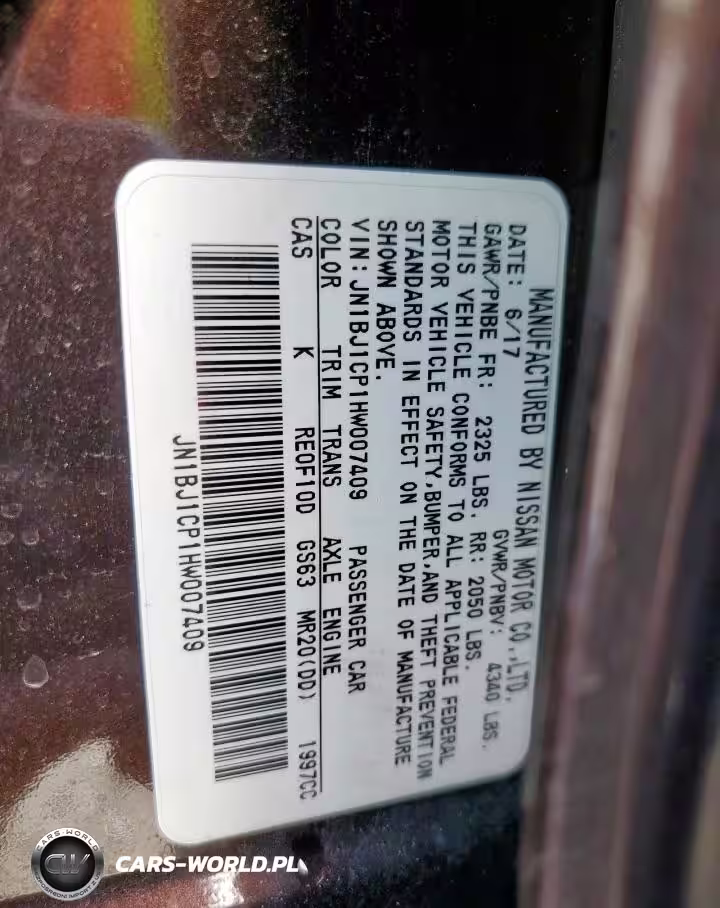 MANUFACTURED BY NISSAN MOTOR CO.,LTD.
DATE: 6/17 GVWR/PNBV: 4340 LBS.
GAWR/PNBE FR: 2325 LBS. RR: 2050 LBS.
THIS VEHICLE CONFORMS TO ALL APPLICABLE FEDERAL
MOTOR VEHICLE SAFETY,BUMPER,AND THEFT PREVENTION
STANDARDS IN EFFECT ON THE DATE OF MANUFACTURE
SHOWN ABOVE.
VIN: JN1BJ1CP1HW007409 PASSENGER CAR
COLOR TRIM TRANS AXLE ENGINE
CAS K RE0F10D GS63 MR20(DD) 1997CC
JN1BJ1CP1HW007409
CARS-WORLD
CW
CARS-WORLD.PL